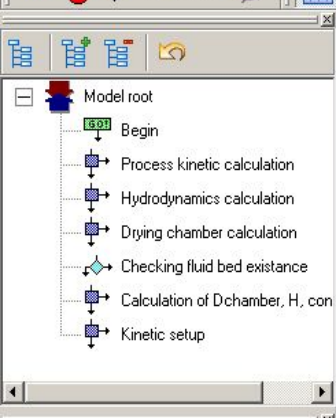 Model root
GO!
Begin
Process kinetic calculation
Hydrodynamics calculation
Drying chamber calculation
Checking fluid bed existance
Calculation of Dchamber, H, con
Kinetic setup